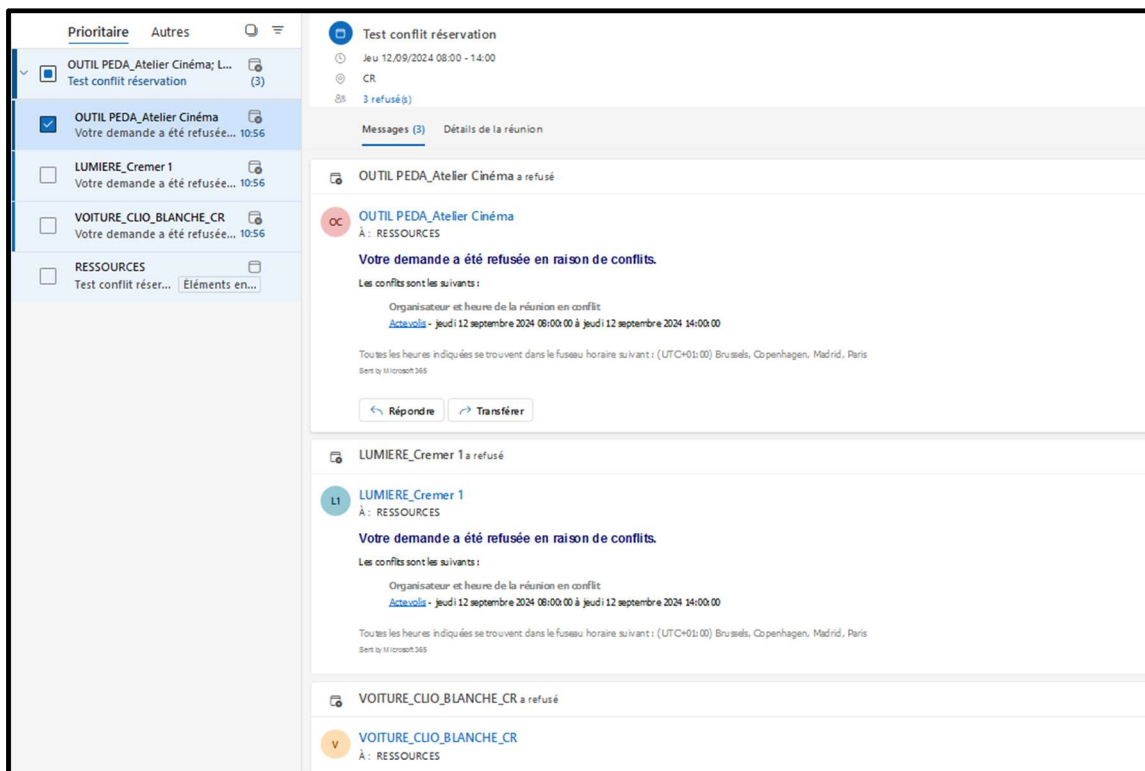 Prioritaire Autres
OUTIL PEDA_Atelier Cinéma; L...
Test conflit réservation (3)
OUTIL PEDA_Atelier Cinéma
Votre demande a été refusée... 10:56
LUMIERE_Cremer 1
Votre demande a été refusée... 10:56
VOITURE_CLIO_BLANCHE_CR
Votre demande a été refusée... 10:56
RESSOURCES
Test conflit réser... Éléments en...
Test conflit réservation
Jeu 12/09/2024 08:00 - 14:00
CR
3 refusé(s)
Messages (3) Détails de la réunion
OUTIL PEDA_Atelier Cinéma a refusé
OC
OUTIL PEDA_Atelier Cinéma
À : RESSOURCES
Votre demande a été refusée en raison de conflits.
Les conflits sont les suivants :
Organisateur et heure de la réunion en conflit
Actevolis - jeudi 12 septembre 2024 08:00:00 à jeudi 12 septembre 2024 14:00:00
Toutes les heures indiquées se trouvent dans le fuseau horaire suivant : (UTC+01:00) Brussels, Copenhagen, Madrid, Paris
Sent by Microsoft 365
Répondre Transférer
LUMIERE_Cremer 1 a refusé
L1
LUMIERE_Cremer 1
À : RESSOURCES
Votre demande a été refusée en raison de conflits.
Les conflits sont les suivants :
Organisateur et heure de la réunion en conflit
Actevolis - jeudi 12 septembre 2024 08:00:00 à jeudi 12 septembre 2024 14:00:00
Toutes les heures indiquées se trouvent dans le fuseau horaire suivant : (UTC+01:00) Brussels, Copenhagen, Madrid, Paris
Sent by Microsoft 365
VOITURE_CLIO_BLANCHE_CR a refusé
V
VOITURE_CLIO_BLANCHE_CR
À : RESSOURCES